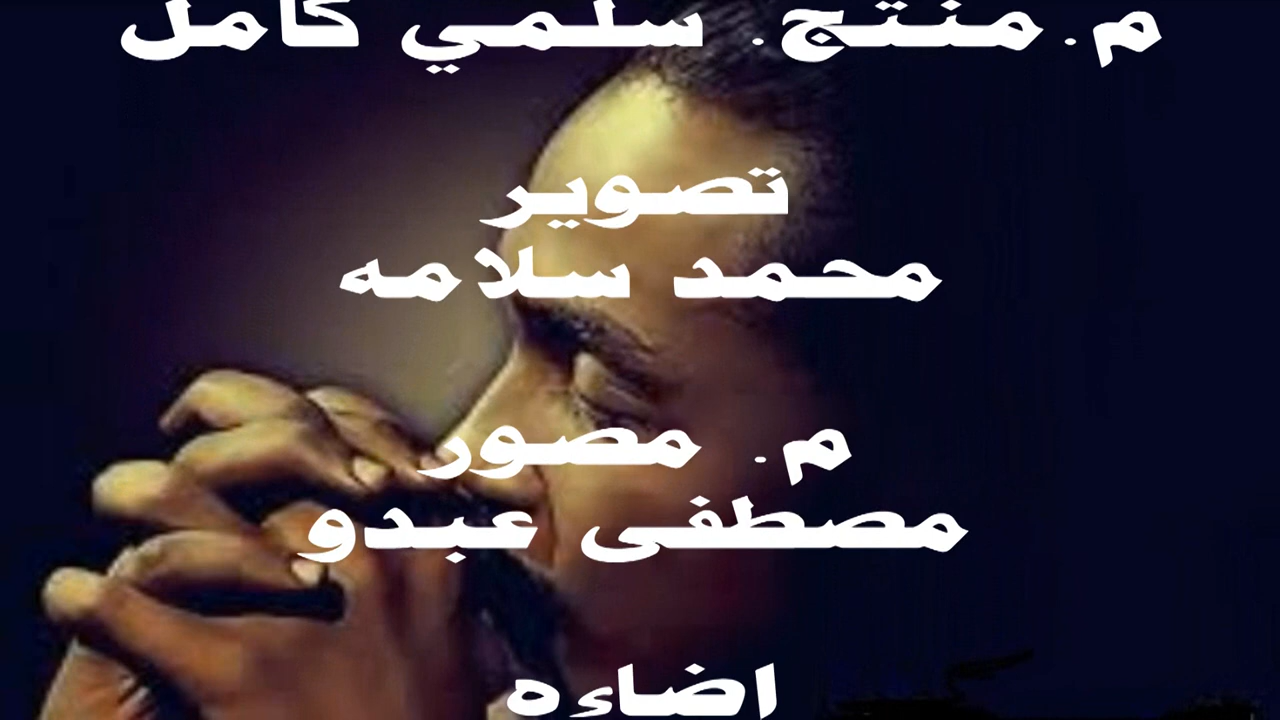 م. منتج. سلمي كامل
تصوير
محمد سلامه
م. مصور
مصطفى عبدو
اضاءه